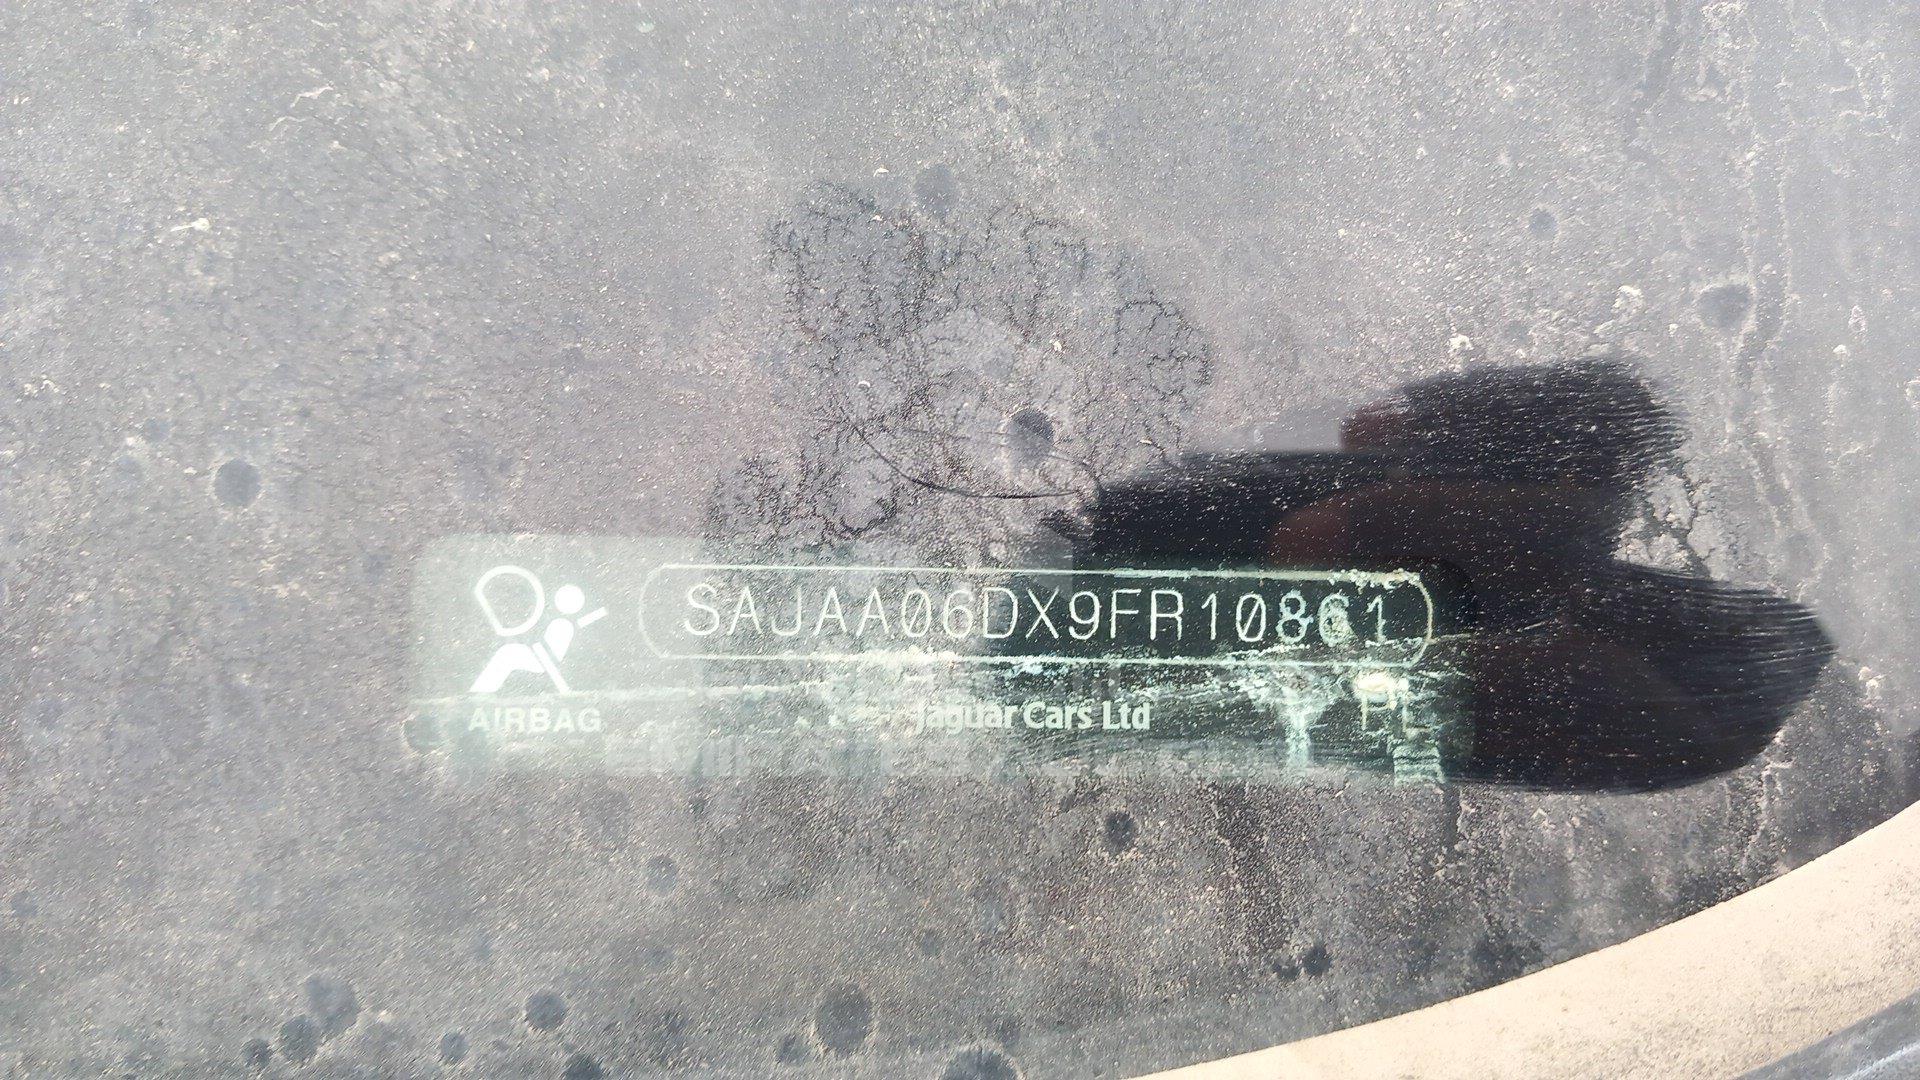 SAJAA06DX9FR10861
AIRBAG
Jaguar Cars Ltd